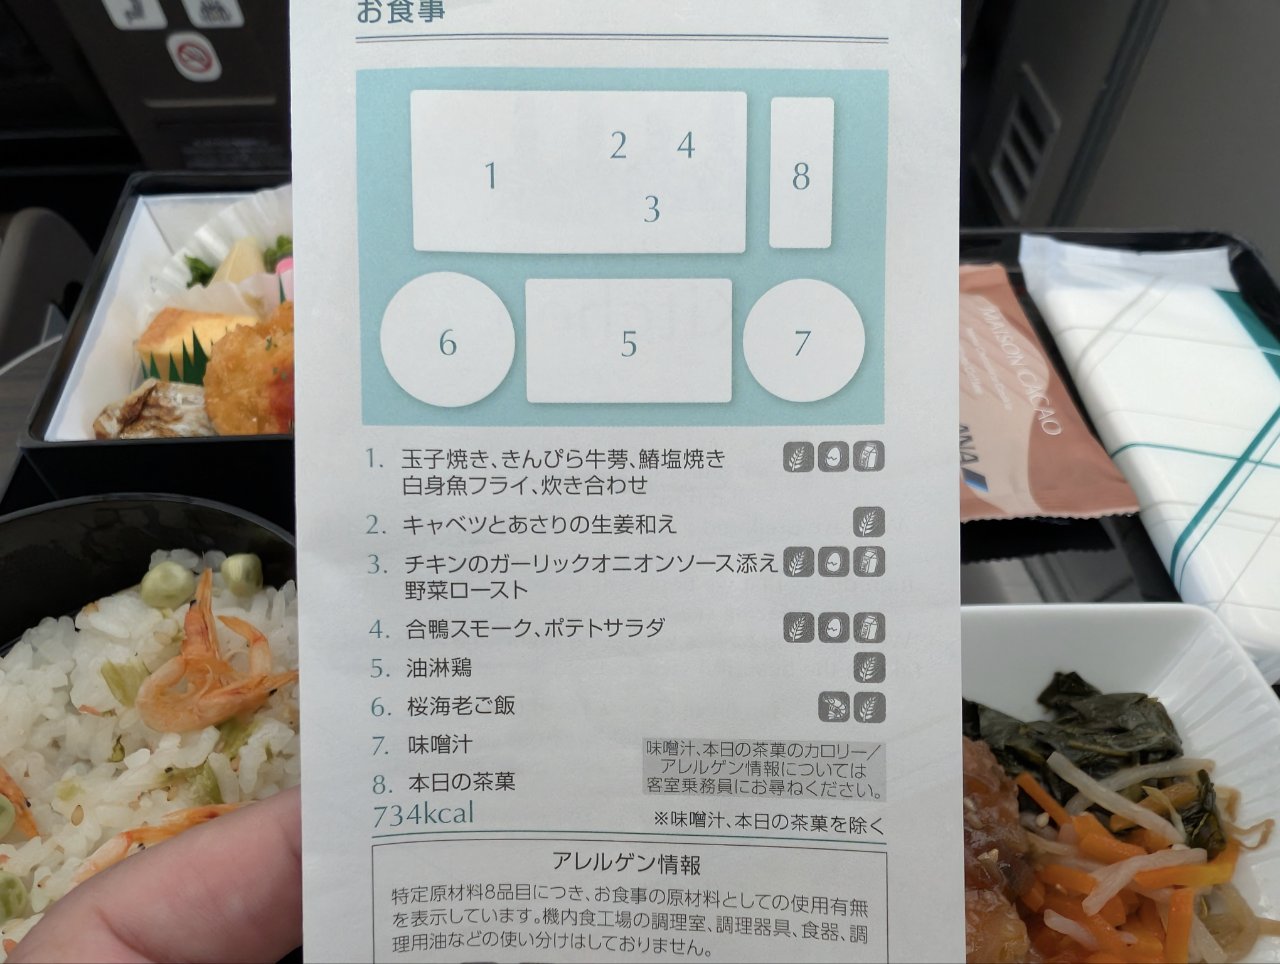 お食事
1
2
4
3
8
6
5
7
1. 玉子焼き、きんぴら牛蒡、鰆塩焼き
白身魚フライ、炊き合わせ
2. キャベツとあさりの生姜和え
3. チキンのガーリックオニオンソース添え
野菜ロースト
4. 合鴨スモーク、ポテトサラダ
5. 油淋鶏
6. 桜海老ご飯
7. 味噌汁
8. 本日の茶菓
味噌汁、本日の茶菓のカロリー/
アレルゲン情報については
客室乗務員にお尋ねください。
734kcal
※味噌汁、本日の茶菓を除く
アレルゲン情報
特定原材料8品目につき、お食事の原材料としての使用有無
を表示しています。機内食工場の調理室、調理器具、食器、調
理用油などの使い分けはしておりません。
MAISON CACAO
ANA